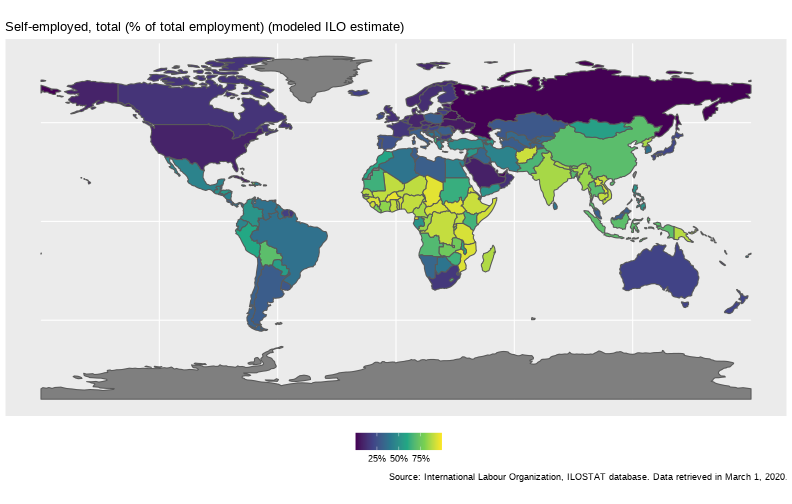 Self-employed, total (% of total employment) (modeled ILO estimate)
25% 50% 75%
Source: International Labour Organization, ILOSTAT database. Data retrieved in March 1, 2020.